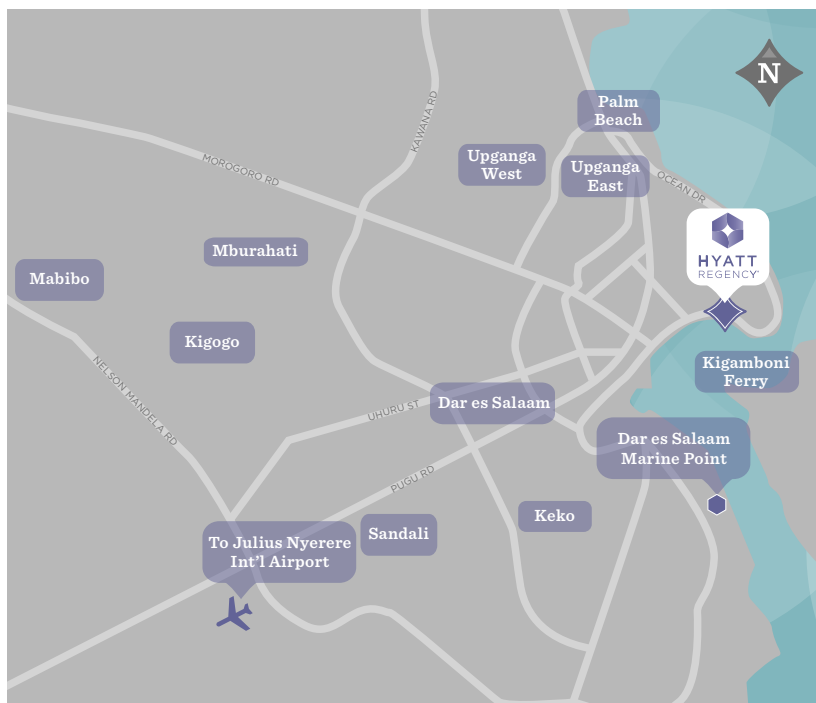 N
Palm
Beach
KAWANA RD
Upganga
West
Upganga
East
MOROGORO RD
OCEAN DR
HYATT
REGENCY
Mburahati
Mabibo
Kigogo
Kigamboni
Ferry
NELSON MANDELA RD
UHURU ST
Dar es Salaam
Dar es Salaam
Marine Point
PUGU RD
Keko
Sandali
To Julius Nyerere
Int'l Airport